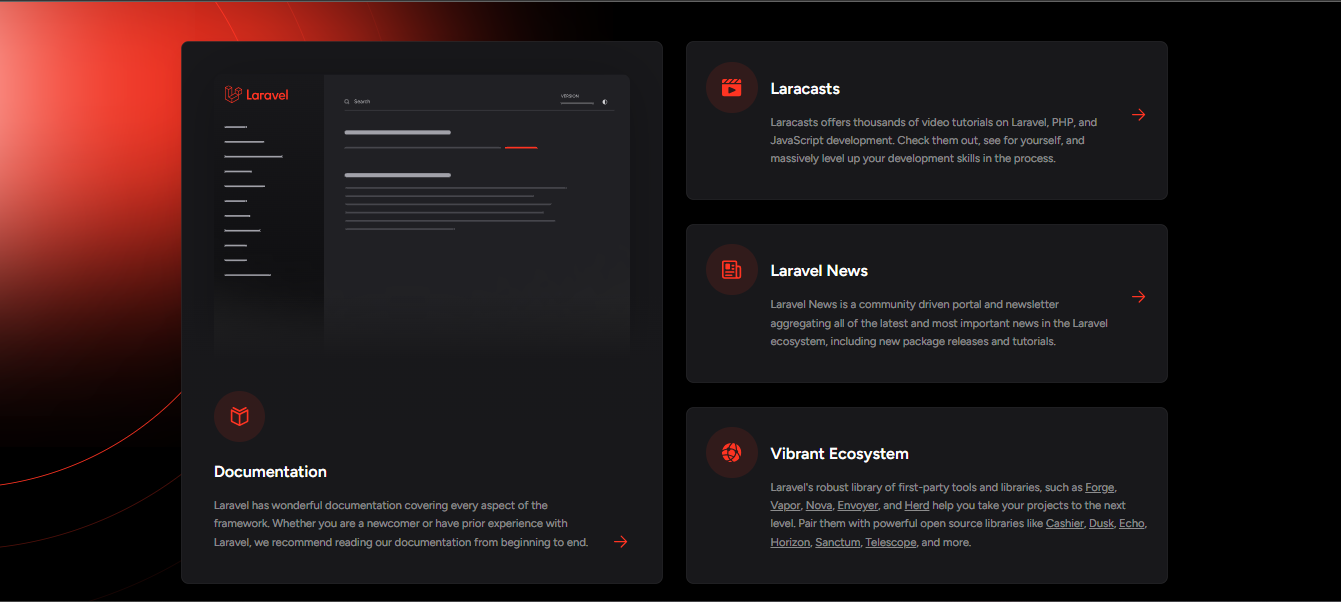 Laravel
Search
VERSION
Documentation
Laravel has wonderful documentation covering every aspect of the
framework. Whether you are a newcomer or have prior experience with
Laravel, we recommend reading our documentation from beginning to end.
Laracasts
Laracasts offers thousands of video tutorials on Laravel, PHP, and
JavaScript development. Check them out, see for yourself, and
massively level up your development skills in the process.
Laravel News
Laravel News is a community driven portal and newsletter
aggregating all of the latest and most important news in the Laravel
ecosystem, including new package releases and tutorials.
Vibrant Ecosystem
Laravel's robust library of first-party tools and libraries, such as Forge,
Vapor, Nova, Envoyer, and Herd help you take your projects to the next
level. Pair them with powerful open source libraries like Cashier, Dusk, Echo,
Horizon, Sanctum, Telescope, and more.